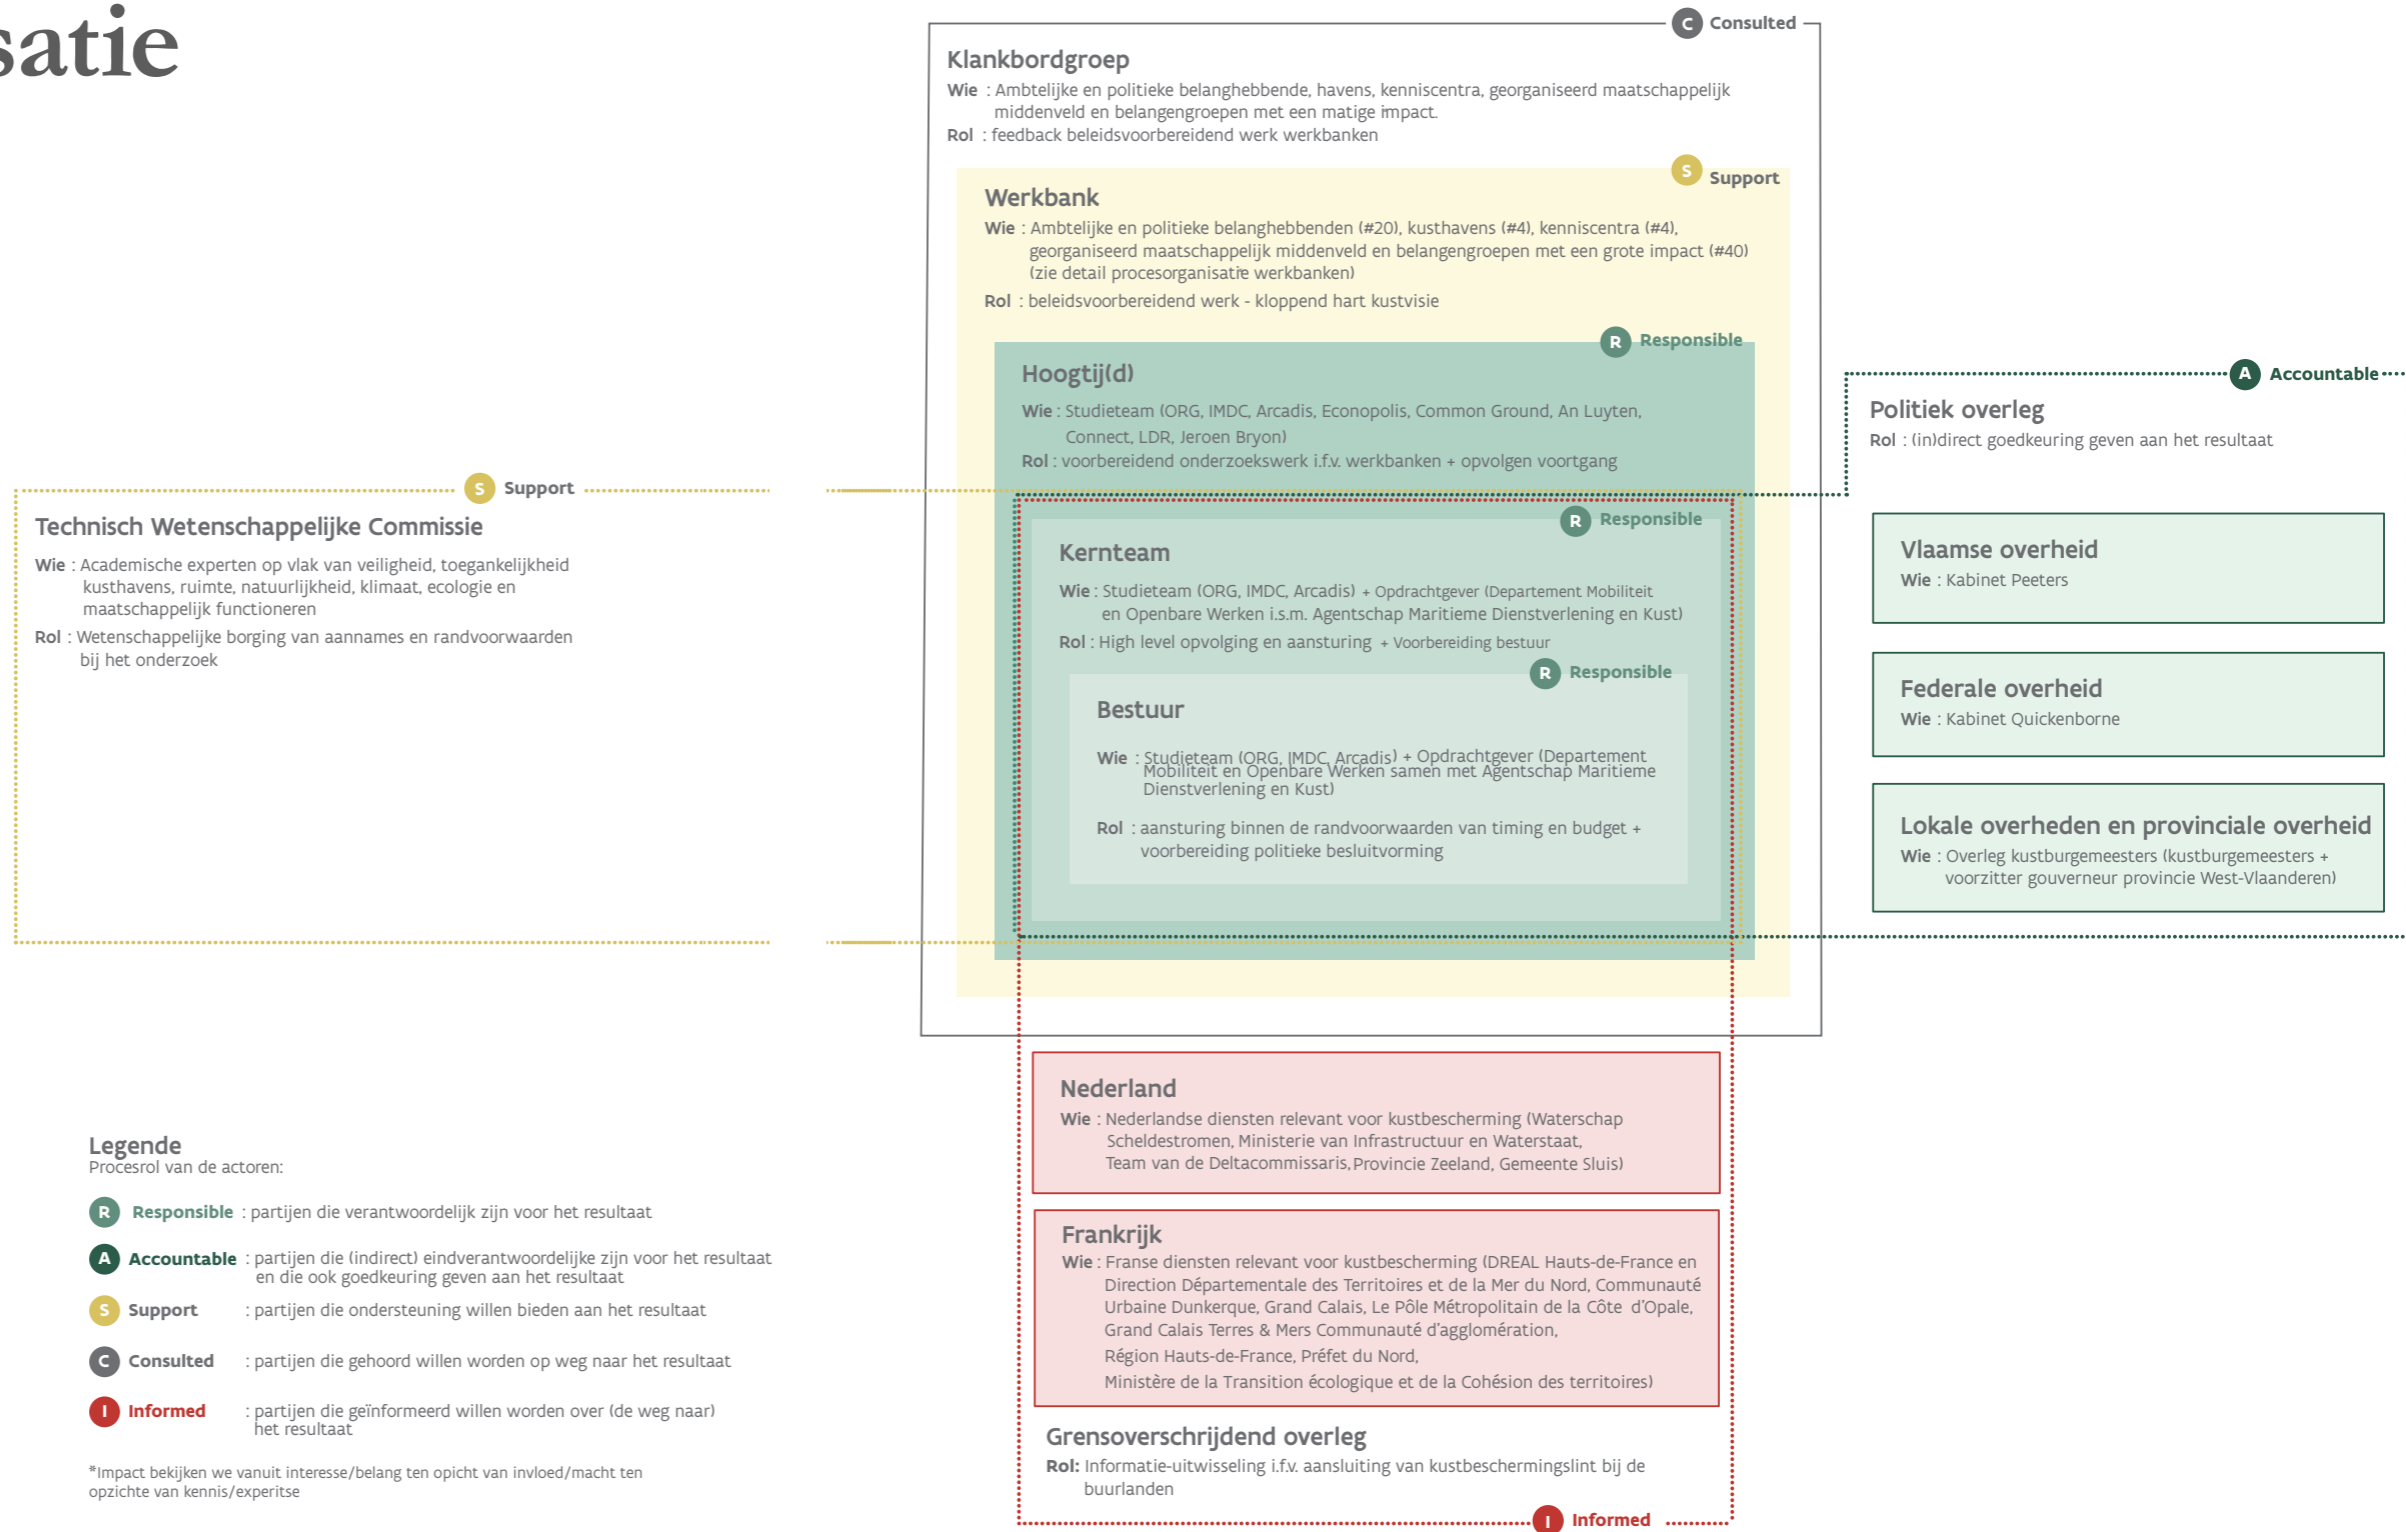 satie
C Consulted
Klankbordgroep
Wie : Ambtelijke en politieke belanghebbende, havens, kenniscentra, georganiseerd maatschappelijk
middenveld en belangengroepen met een matige impact.
Rol : feedback beleidsvoorbereidend werk werkbanken
S Support
Werkbank
Wie : Ambtelijke en politieke belanghebbenden (#20), kusthavens (#4), kenniscentra (#4),
georganiseerd maatschappelijk middenveld en belangengroepen met een grote impact (#40)
(zie detail procesorganisatie werkbanken)
Rol : beleidsvoorbereidend werk - kloppend hart kustvisie
R Responsible
Hoogtij(d)
Wie : Studieteam (ORG, IMDC, Arcadis, Econopolis, Common Ground, An Luyten,
Connect, LDR, Jeroen Bryon)
Rol : voorbereidend onderzoekswerk i.f.v. werkbanken + opvolgen voortgang
R Responsible
Kernteam
Wie : Studieteam (ORG, IMDC, Arcadis) + Opdrachtgever (Departement Mobiliteit
en Openbare Werken i.s.m. Agentschap Maritieme Dienstverlening en Kust)
Rol : High level opvolging en aansturing + Voorbereiding bestuur
R Responsible
Bestuur
Wie : Studieteam (ORG, IMDC, Arcadis) + Opdrachtgever (Departement
Mobiliteit en Openbare Werken samen met Agentschap Maritieme
Dienstverlening en Kust)
Rol : aansturing binnen de randvoorwaarden van timing en budget +
voorbereiding politieke besluitvorming
S Support
Technisch Wetenschappelijke Commissie
Wie : Academische experten op vlak van veiligheid, toegankelijkheid
kusthavens, ruimte, natuurlijkheid, klimaat, ecologie en
maatschappelijk functioneren
Rol : Wetenschappelijke borging van aannames en randvoorwaarden
bij het onderzoek
A Accountable
Politiek overleg
Rol : (in)direct goedkeuring geven aan het resultaat
Vlaamse overheid
Wie : Kabinet Peeters
Federale overheid
Wie : Kabinet Quickenborne
Lokale overheden en provinciale overheid
Wie : Overleg kustburgemeesters (kustburgemeesters +
voorzitter gouverneur provincie West-Vlaanderen)
Nederland
Wie : Nederlandse diensten relevant voor kustbescherming (Waterschap
Scheldestromen, Ministerie van Infrastructuur en Waterstaat,
Team van de Deltacommissaris, Provincie Zeeland, Gemeente Sluis)
Frankrijk
Wie : Franse diensten relevant voor kustbescherming (DREAL Hauts-de-France en
Direction Départementale des Territoires et de la Mer du Nord, Communauté
Urbaine Dunkerque, Grand Calais, Le Pôle Métropolitain de la Côte d'Opale,
Grand Calais Terres & Mers Communauté d'agglomération,
Région Hauts-de-France, Préfet du Nord,
Ministère de la Transition écologique et de la Cohésion des territoires)
Grensoverschrijdend overleg
Rol: Informatie-uitwisseling i.f.v. aansluiting van kustbeschermingslint bij de
buurlanden
I Informed
Legende
Procesrol van de actoren:
R Responsible : partijen die verantwoordelijk zijn voor het resultaat
A Accountable : partijen die (indirect) eindverantwoordelijke zijn voor het resultaat
en die ook goedkeuring geven aan het resultaat
S Support : partijen die ondersteuning willen bieden aan het resultaat
C Consulted : partijen die gehoord willen worden op weg naar het resultaat
I Informed : partijen die geïnformeerd willen worden over (de weg naar)
het resultaat
*Impact bekijken we vanuit interesse/belang ten opicht van invloed/macht ten
opzichte van kennis/experitse